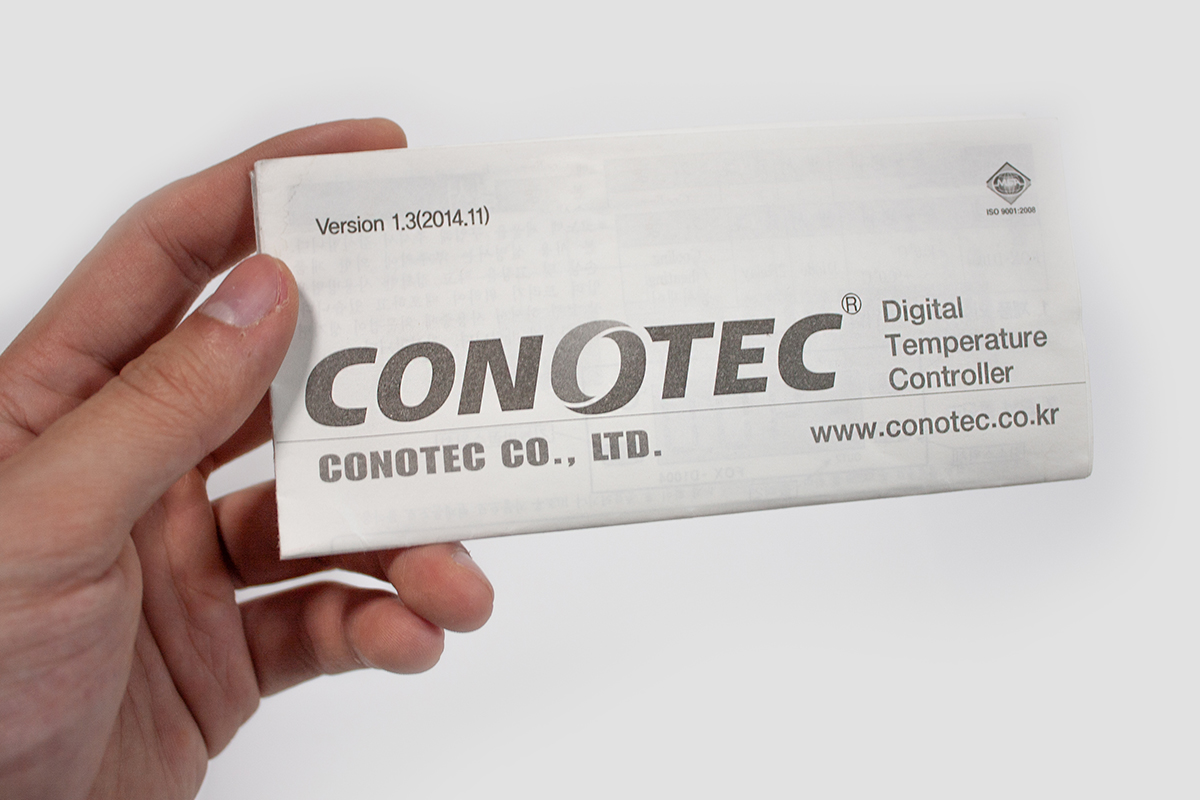 Version 1.3(2014.11)
ISO 9001:2008
CONOTEC®
Digital
Temperature
Controller
www.conotec.co.kr
CONOTEC CO., LTD.